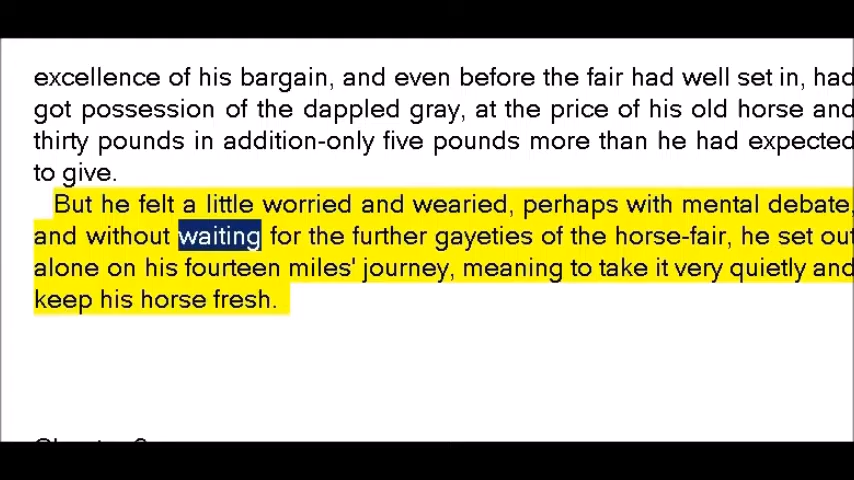 excellence of his bargain, and even before the fair had well set in, had
got possession of the dappled gray, at the price of his old horse and
thirty pounds in addition-only five pounds more than he had expected
to give.
But he felt a little worried and wearied, perhaps with mental debate,
and without waiting for the further gayeties of the horse-fair, he set out
alone on his fourteen miles' journey, meaning to take it very quietly and
keep his horse fresh.